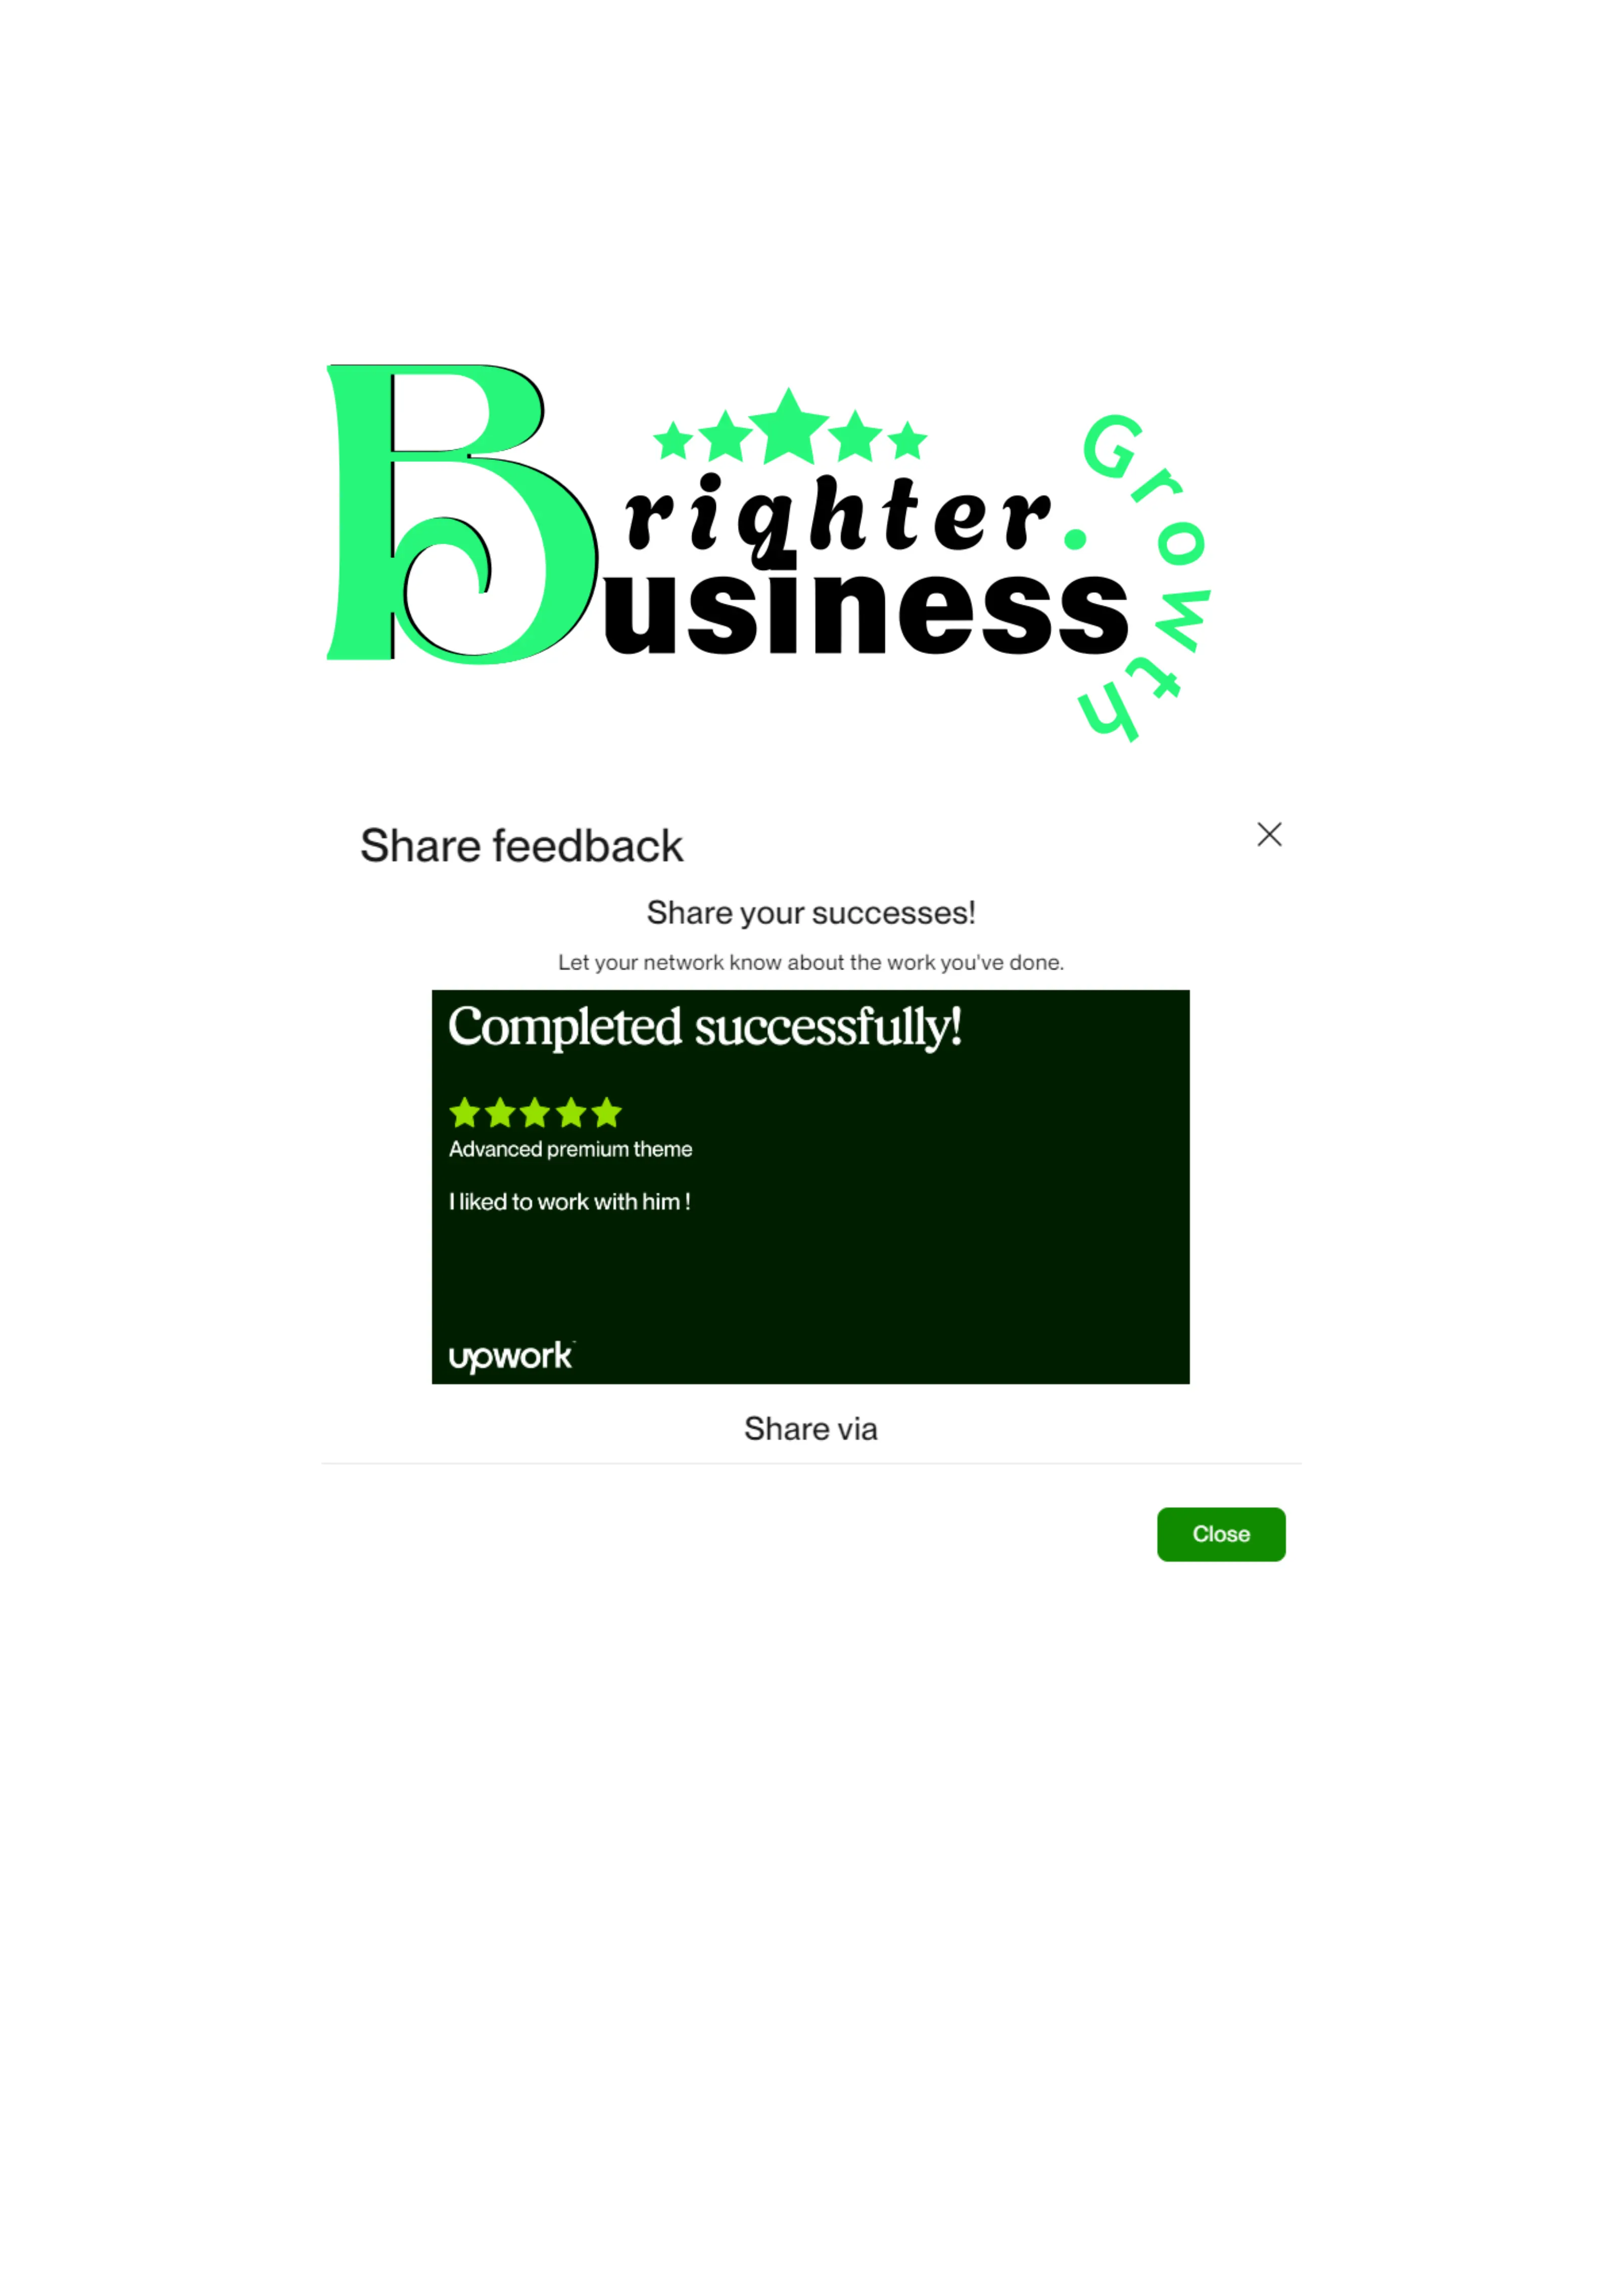 Brighter.
Business
Growth
Share feedback
Share your successes!
Let your network know about the work you've done.
Completed successfully!
Advanced premium theme
I liked to work with him !
upwork
Share via
Close